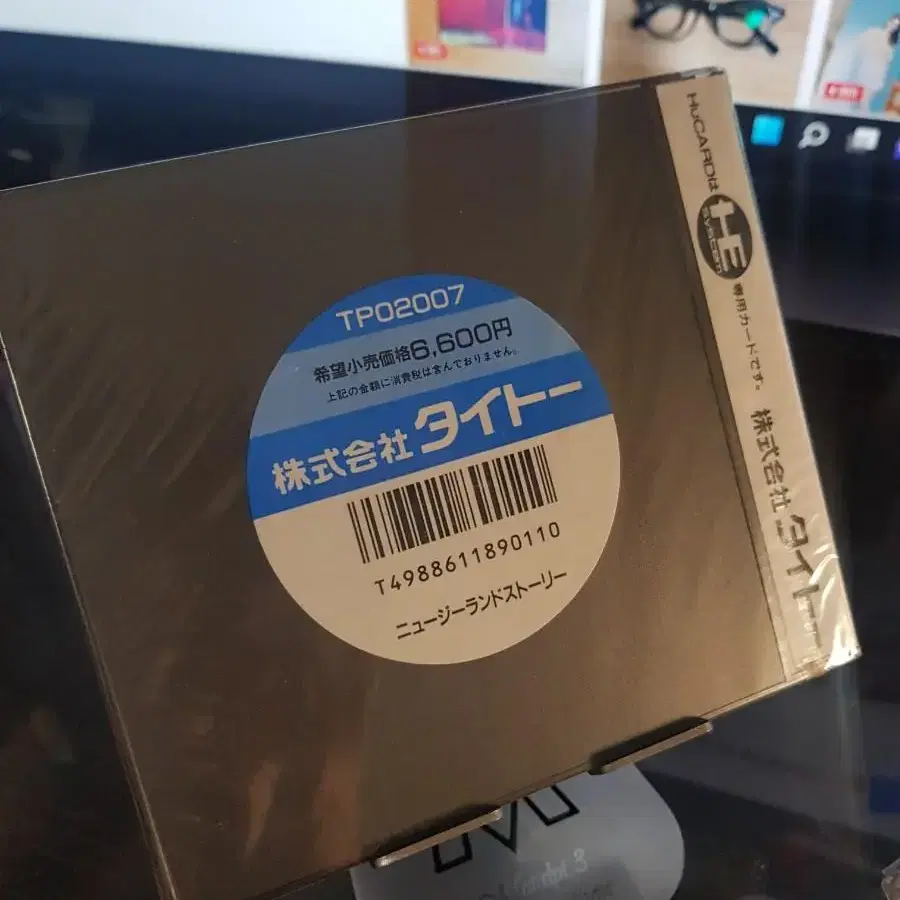 TP02007
希望小売価格6,600円
上記の金額に消費税は含んでおりません。
株式会社タイトー
T4988611890110
ニュージーランドストーリー
HuCARDは HE SYSTEM 専用カードです。 株式会社タイトー